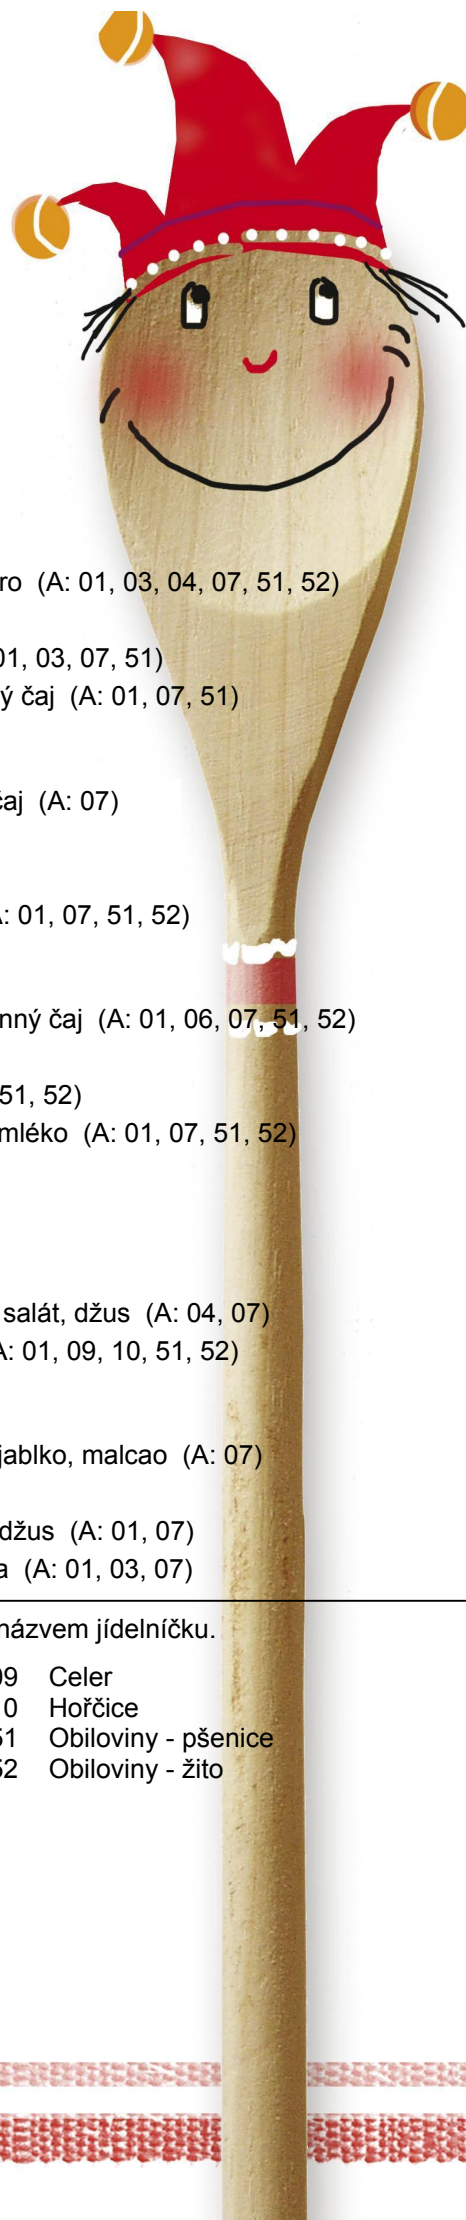 ro (A: 01, 03, 04, 07, 51, 52)
01, 03, 07, 51)
ý čaj (A: 01, 07, 51)
čaj (A: 07)
A: 01, 07, 51, 52)
nný čaj (A: 01, 06, 07, 51, 52)
51, 52)
mléko (A: 01, 07, 51, 52)
salát, džus (A: 04, 07)
A: 01, 09, 10, 51, 52)
jablko, malcao (A: 07)
džus (A: 01, 07)
a (A: 01, 03, 07)
názvem jídelníčku.
09 Celer
10 Hořčice
51 Obiloviny - pšenice
52 Obiloviny - žito